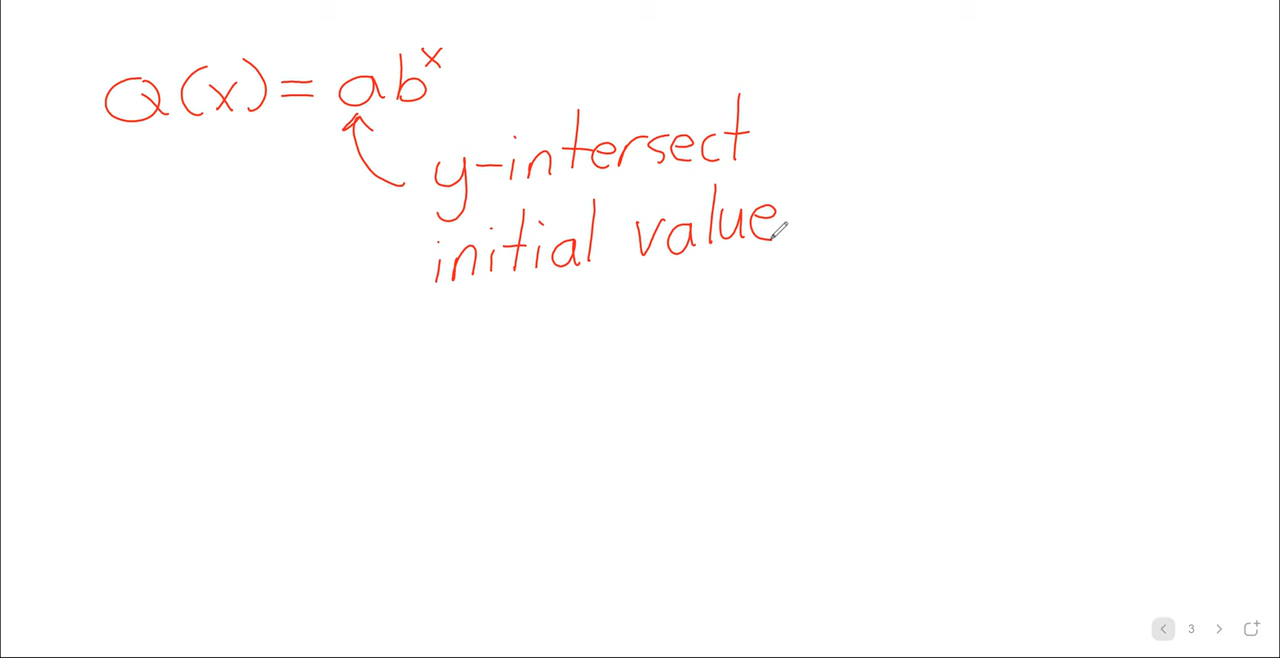 Q(x) = ab^x
y-intersect
initial value
3